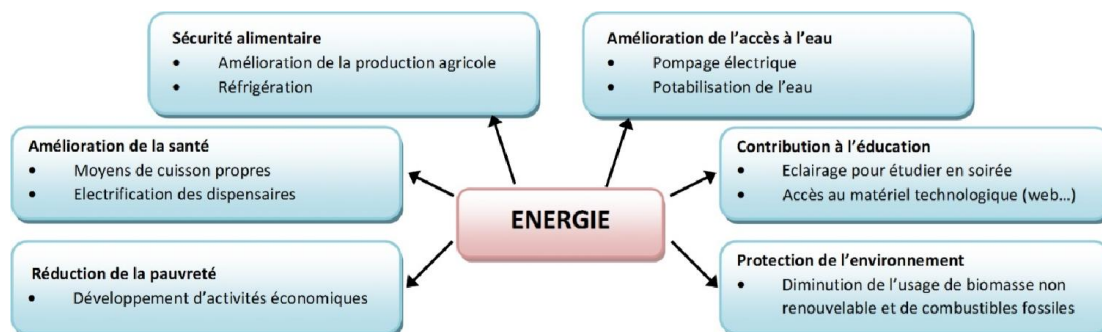 Sécurité alimentaire
• Amélioration de la production agricole
• Réfrigération
Amélioration de l'accès à l'eau
• Pompage électrique
• Potabilisation de l'eau
Amélioration de la santé
• Moyens de cuisson propres
• Electrification des dispensaires
Contribution à l'éducation
• Eclairage pour étudier en soirée
• Accès au matériel technologique (web...)
ENERGIE
Réduction de la pauvreté
• Développement d'activités économiques
Protection de l'environnement
• Diminution de l'usage de biomasse non
renouvelable et de combustibles fossiles